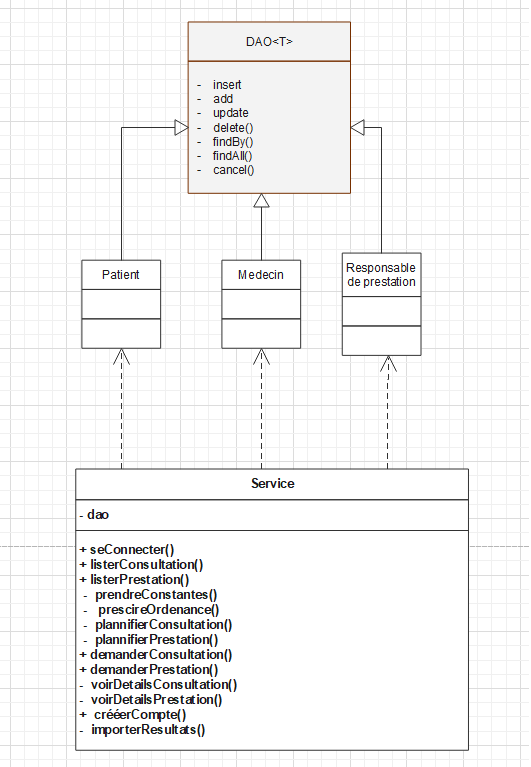 DAO<T>
- insert
- add
- update
- delete()
- findBy()
- findAll()
- cancel()
Patient
Medecin
Responsable
de prestation
Service
- dao
+ seConnecter()
+ listerConsultation()
+ listerPrestation()
- prendreConstantes()
- prescireOrdenance()
- plannifierConsultation()
- plannifierPrestation()
+ demanderConsultation()
+ demanderPrestation()
- voirDetailsConsultation()
- voirDetailsPrestation()
+ crééerCompte()
- importerResultats()